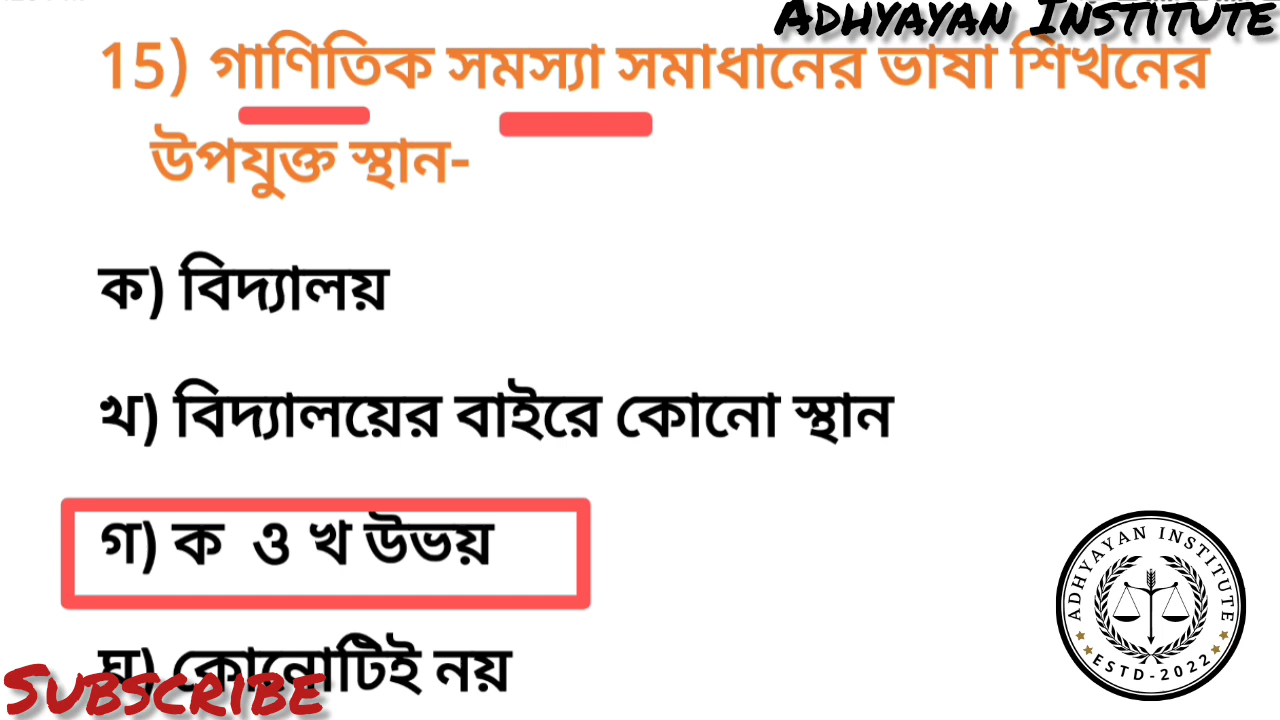 ADHYAYAN INSTITUTE
15) গাণিতিক সমস্যা সমাধানের ভাষা শিখনের
উপযুক্ত স্থান-
ক) বিদ্যালয়
খ) বিদ্যালয়ের বাইরে কোনো স্থান
গ) ক ও খ উভয়
ADHYAYAN INSTITUTE
ESTD-2022
ঘ) কোনোটিই নয়
SUBSCRIBE